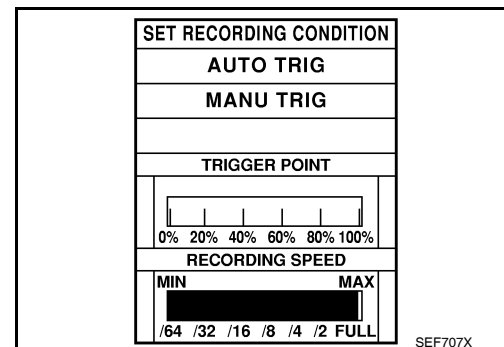 SET RECORDING CONDITION
AUTO TRIG
MANU TRIG
TRIGGER POINT
0% 20% 40% 60% 80% 100%
RECORDING SPEED
MIN MAX
/64 /32 /16 /8 /4 /2 FULL
SEF707X